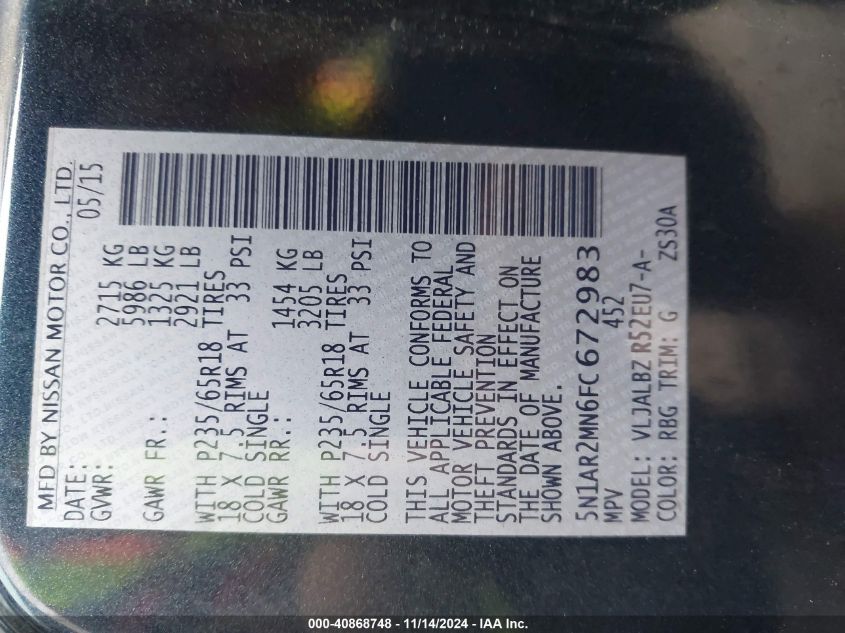 MFD BY NISSAN MOTOR CO., LTD.
DATE: 05/15
GVWR: 2715 KG
5986 LB
GAWR FR.: 1325 KG
2921 LB
WITH P235/65R18 TIRES
18 X 7.5 RIMS AT 33 PSI
COLD SINGLE
GAWR RR.: 1454 KG
3205 LB
WITH P235/65R18 TIRES
18 X 7.5 RIMS AT 33 PSI
COLD SINGLE
THIS VEHICLE CONFORMS TO
ALL APPLICABLE FEDERAL
MOTOR VEHICLE SAFETY AND
THEFT PREVENTION
STANDARDS IN EFFECT ON
THE DATE OF MANUFACTURE
SHOWN ABOVE.
5N1AR2MN6FC672983
MPV 452
MODEL: VLJALBZ R52EU7-A-
COLOR: RBG TRIM: G ZS30A
000-40868748 - 11/14/2024 - IAA Inc.